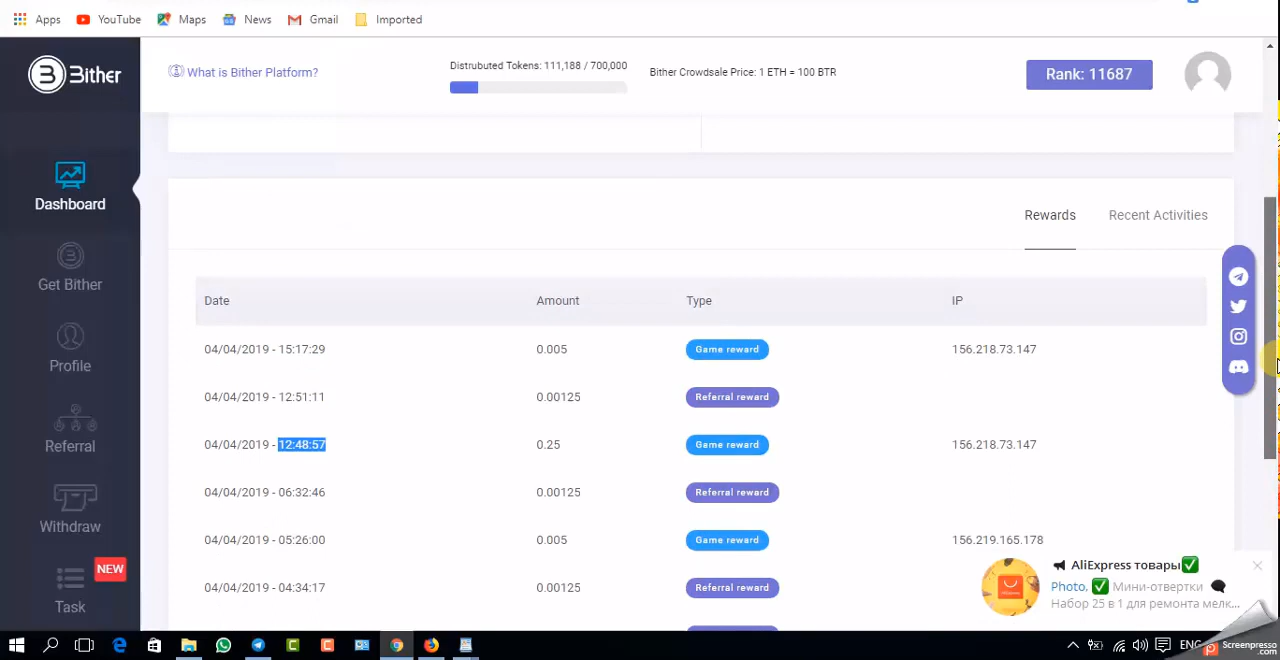 Apps YouTube Maps News Gmail Imported
Bither
What is Bither Platform?
Distrubuted Tokens: 111,188 / 700,000
Bither Crowdsale Price: 1 ETH = 100 BTR
Rank: 11687
Dashboard
Get Bither
Profile
Referral
Withdraw
NEW
Task
Rewards Recent Activities
Date Amount Type IP
04/04/2019 - 15:17:29 0.005 Game reward 156.218.73.147
04/04/2019 - 12:51:11 0.00125 Referral reward
04/04/2019 - 12:48:57 0.25 Game reward 156.218.73.147
04/04/2019 - 06:32:46 0.00125 Referral reward
04/04/2019 - 05:26:00 0.005 Game reward 156.219.165.178
04/04/2019 - 04:34:17 0.00125 Referral reward
AliExpress товары
Photo, Мини-отвертки
Набор 25 в 1 для ремонта мелк...
ENG
Screenpresso
.com